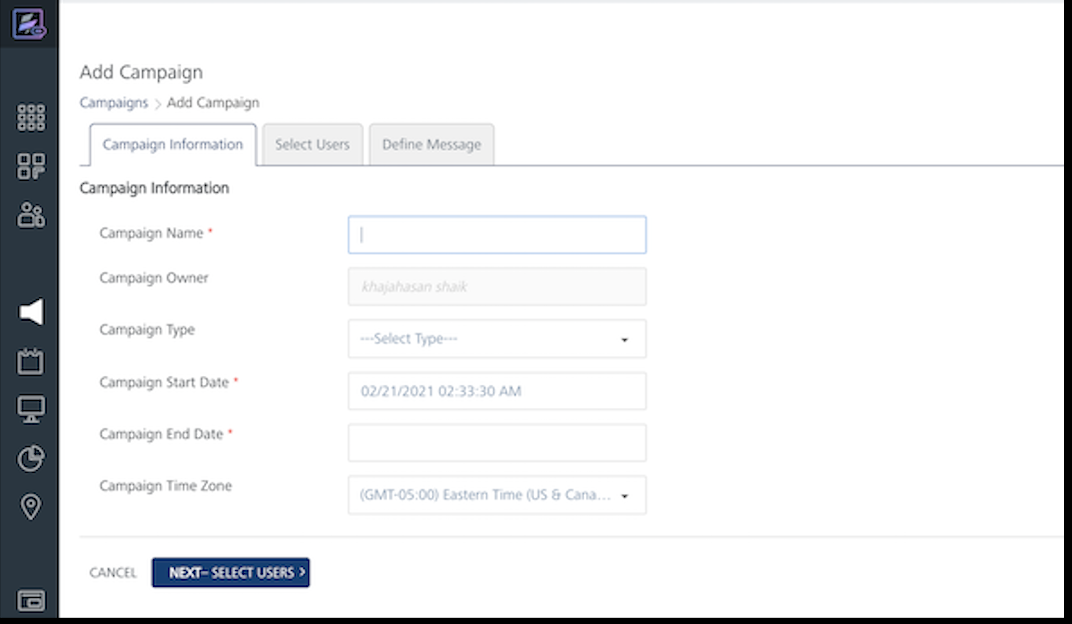 Add Campaign
Campaigns > Add Campaign
Campaign Information
Select Users
Define Message
Campaign Information
Campaign Name *
Campaign Owner
khajahasan shaik
Campaign Type
---Select Type---
Campaign Start Date *
02/21/2021 02:33:30 AM
Campaign End Date *
Campaign Time Zone
(GMT-05:00) Eastern Time (US & Cana...
CANCEL
NEXT– SELECT USERS >